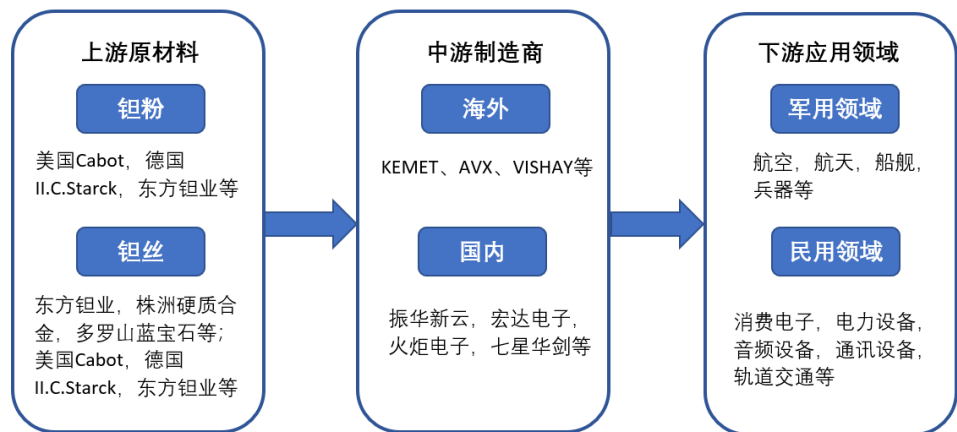 上游原材料
钽粉
美国Cabot，德国
II.C.Starck，东方钽业等
钽丝
东方钽业，株洲硬质合
金，多罗山蓝宝石等；
美国Cabot，德国
II.C.Starck，东方钽业等
中游制造商
海外
KEMET、AVX、VISHAY等
国内
振华新云，宏达电子，
火炬电子，七星华剑等
下游应用领域
军用领域
航空，航天，船舰，
兵器等
民用领域
消费电子，电力设备，
音频设备，通讯设备，
轨道交通等